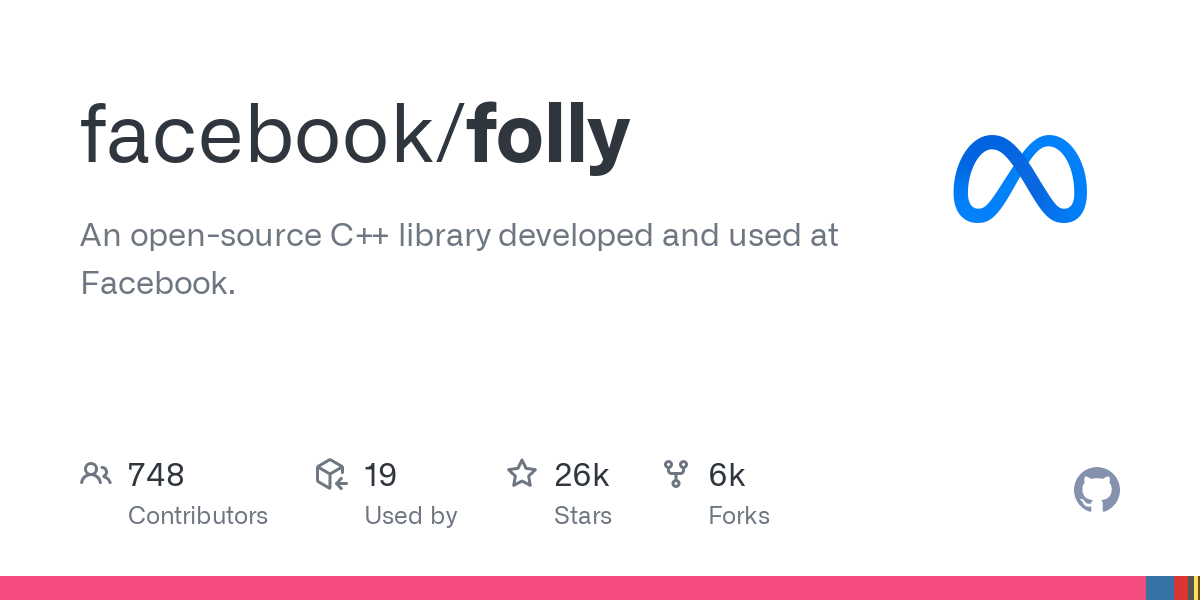 facebook/folly
An open-source C++ library developed and used at
Facebook.
748 19 26k 6k
Contributors Used by Stars Forks